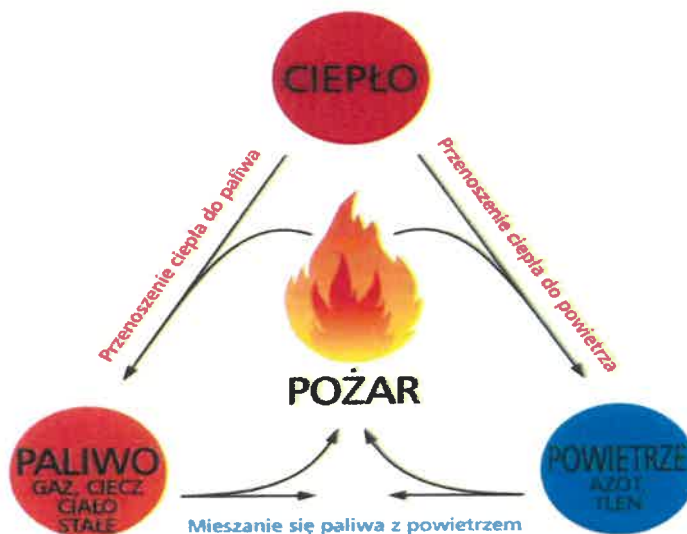 CIEPŁO
Przenoszenie ciepła do paliwa
Przenoszenie ciepła do powietrza
POŻAR
PALIWO
GAZ, CIECZ
CIAŁO
STAŁE
POWIETRZE
AZOT,
TLEN
Mieszanie się paliwa z powietrzem